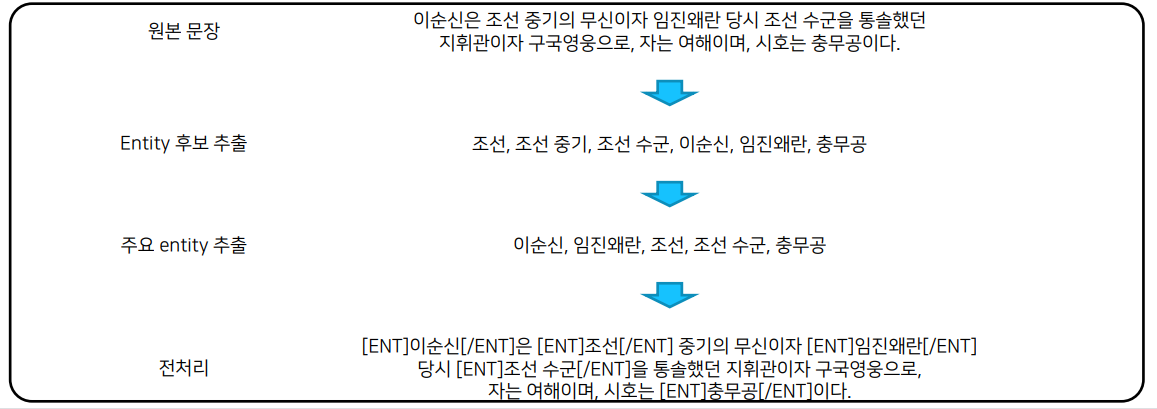 원본 문장
이순신은 조선 중기의 무신이자 임진왜란 당시 조선 수군을 통솔했던
지휘관이자 구국영웅으로, 자는 여해이며, 시호는 충무공이다.
Entity 후보 추출
조선, 조선 중기, 조선 수군, 이순신, 임진왜란, 충무공
주요 entity 추출
이순신, 임진왜란, 조선, 조선 수군, 충무공
전처리
[ENT]이순신[/ENT]은 [ENT]조선[/ENT] 중기의 무신이자 [ENT]임진왜란[/ENT]
당시 [ENT]조선 수군[/ENT]을 통솔했던 지휘관이자 구국영웅으로,
자는 여해이며, 시호는 [ENT]충무공[/ENT]이다.